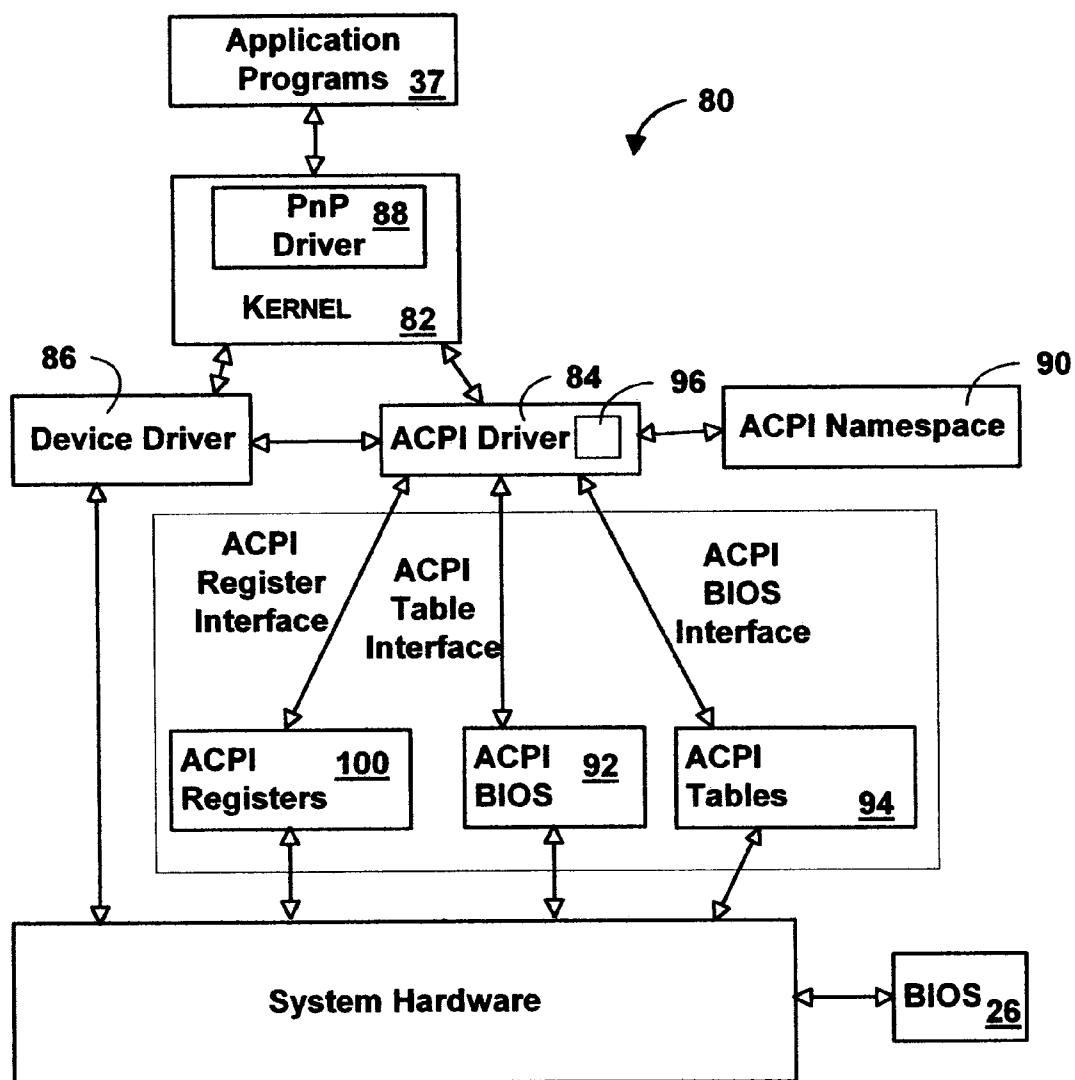 Application
Programs 37
80
PnP 88
Driver
KERNEL 82
86
84
96
90
Device Driver
ACPI Driver
ACPI Namespace
ACPI
Register
Interface
ACPI
Table
Interface
ACPI
BIOS
Interface
ACPI 100
Registers
ACPI 92
BIOS
ACPI
Tables 94
System Hardware
BIOS 26